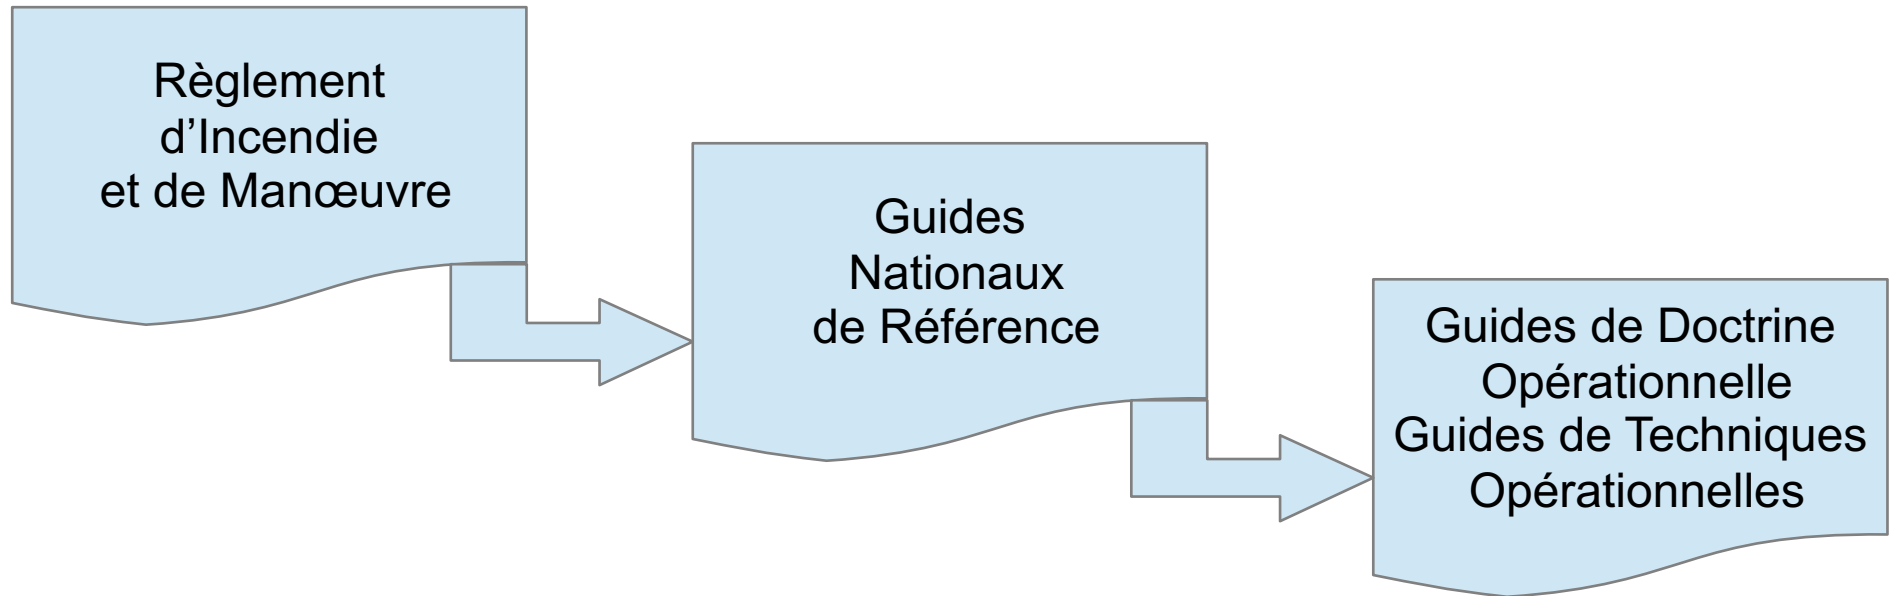 Règlement
d’Incendie
et de Manœuvre
Guides
Nationaux
de Référence
Guides de Doctrine
Opérationnelle
Guides de Techniques
Opérationnelles